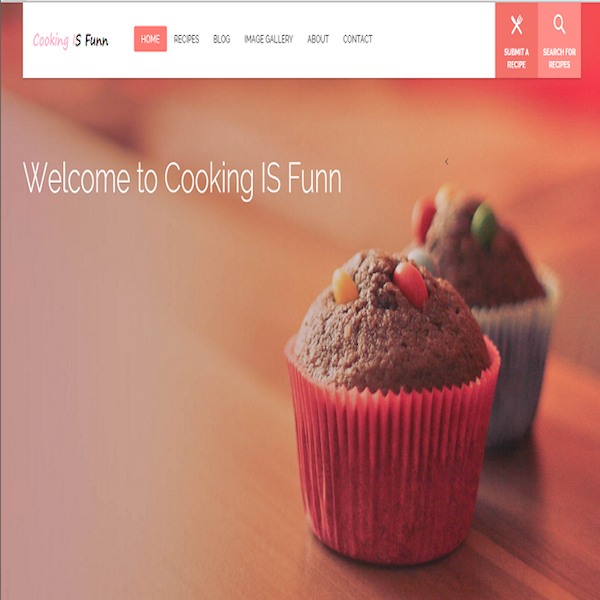 Cooking IS Funn
HOME
RECIPES
BLOG
IMAGE GALLERY
ABOUT
CONTACT
SUBMIT A
RECIPE
SEARCH FOR
RECIPES
Welcome to Cooking IS Funn